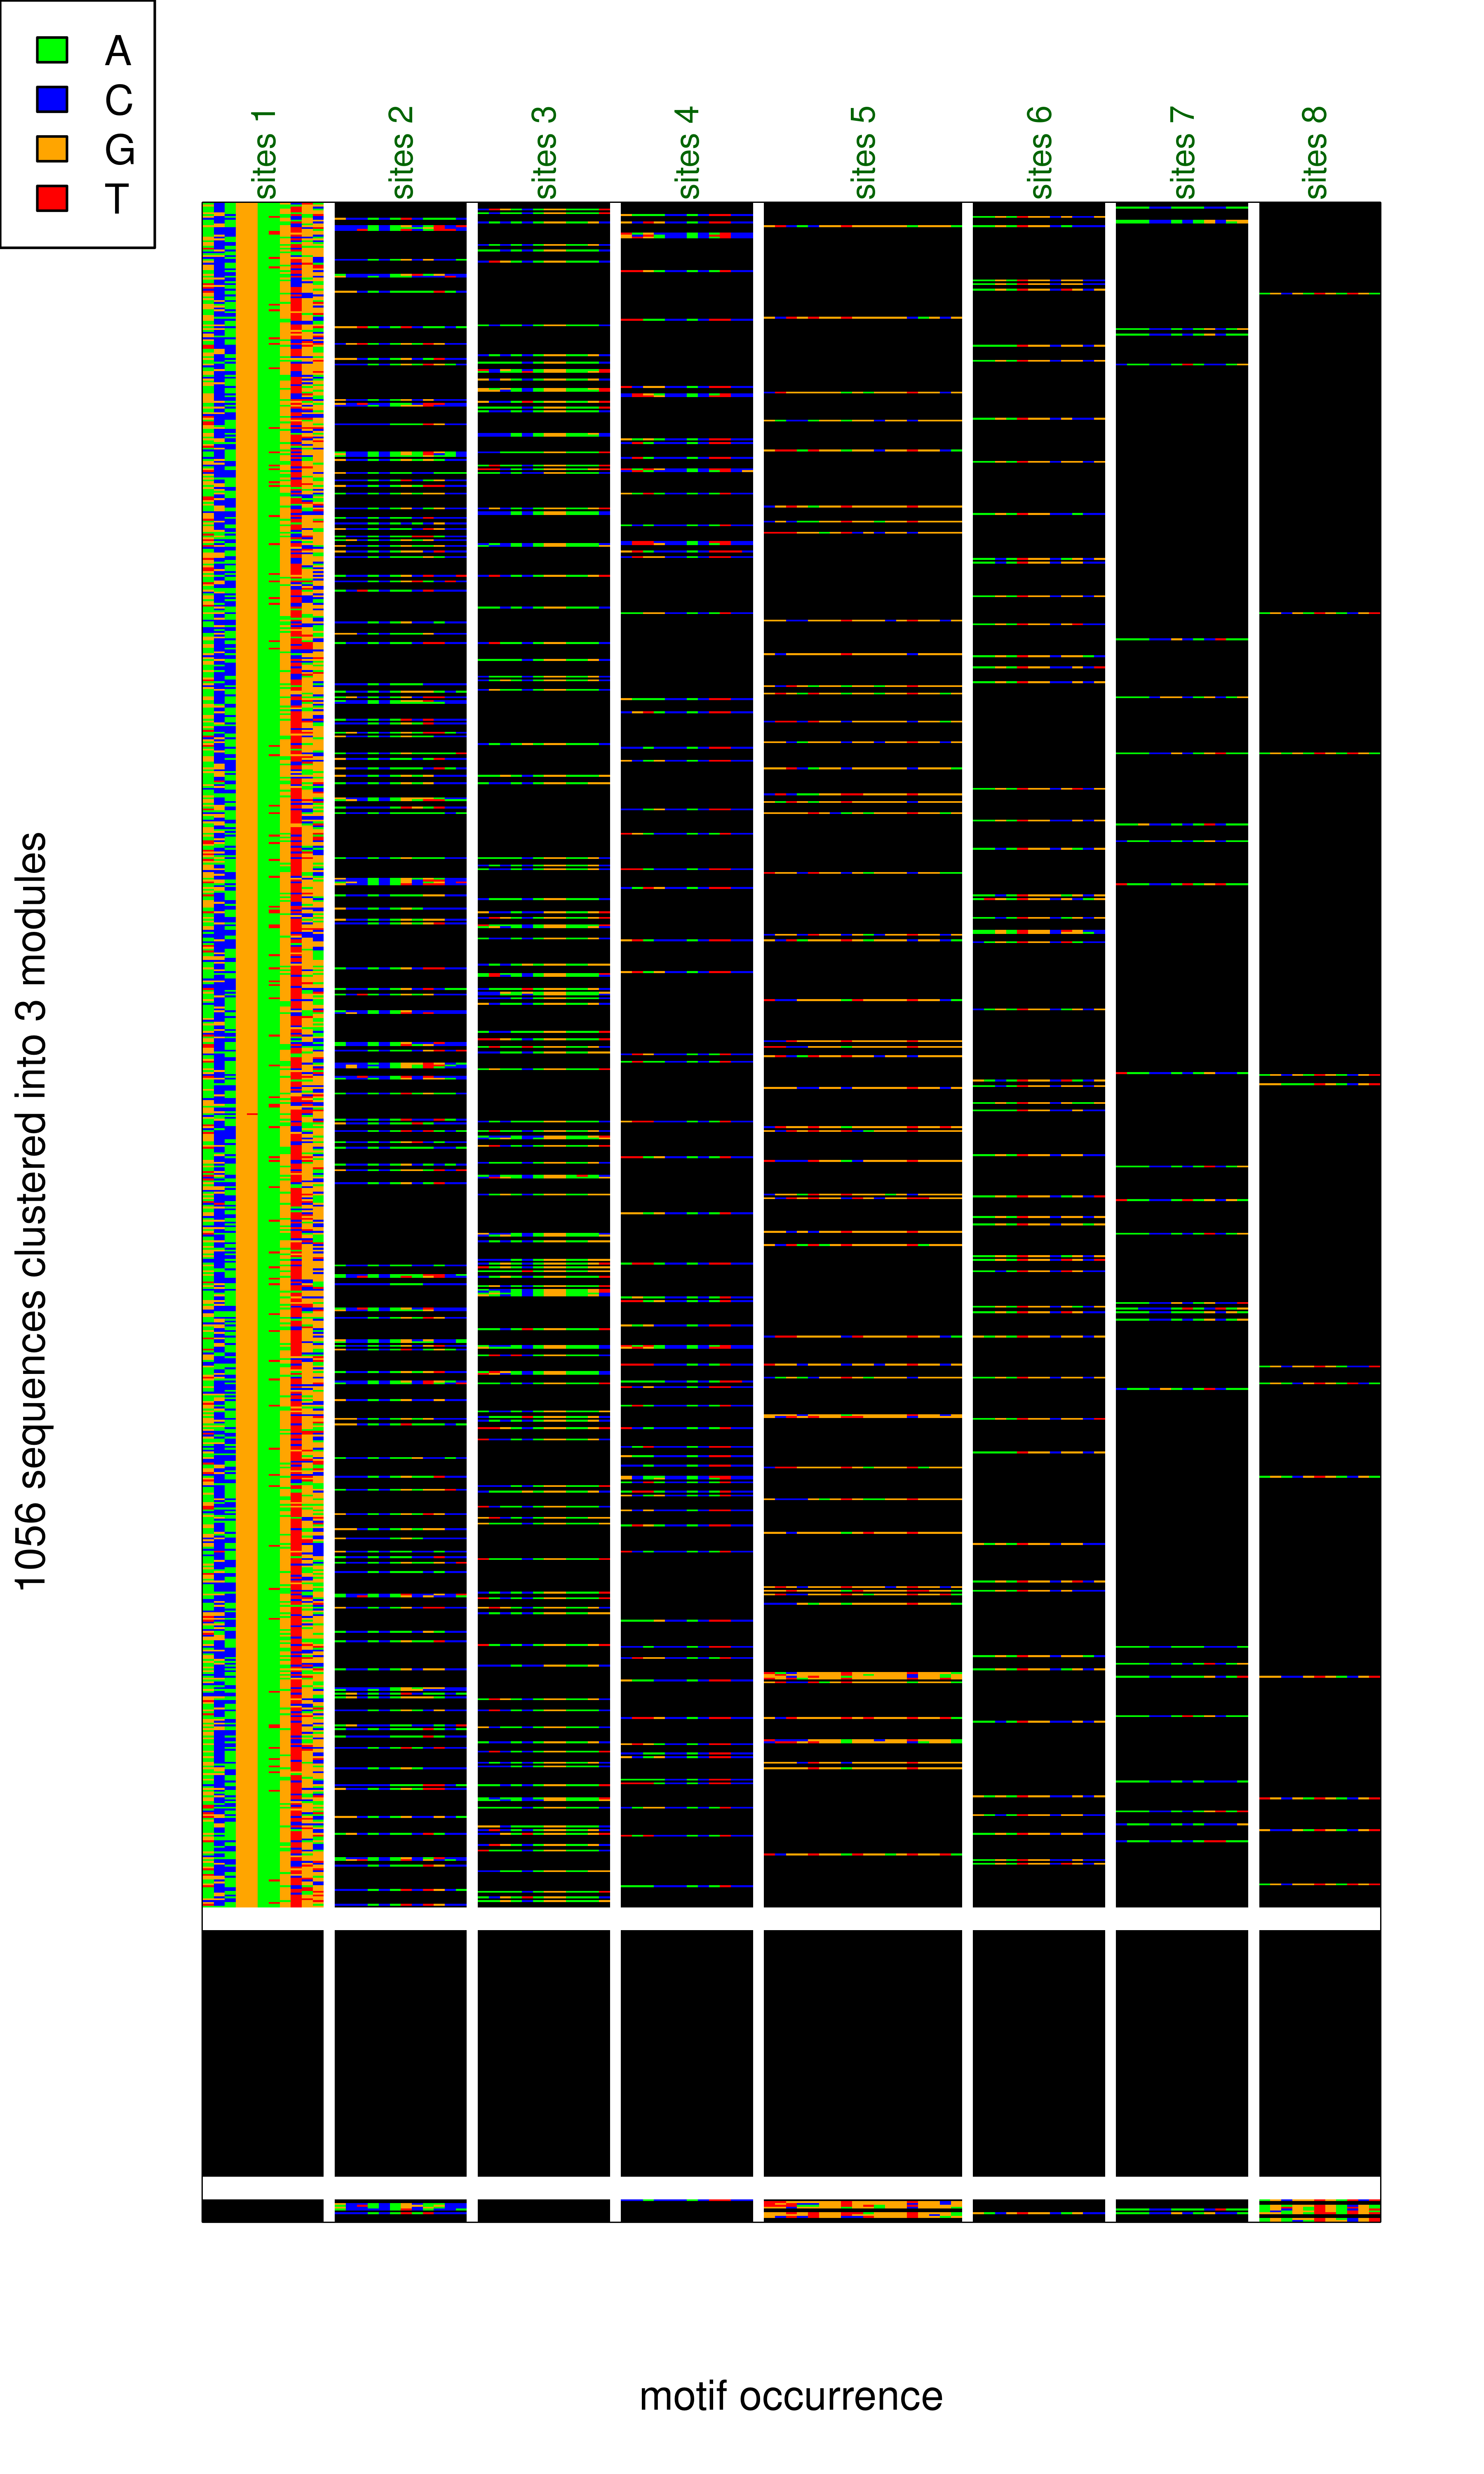 A
C
G
T
sites 1
sites 2
sites 3
sites 4
sites 5
sites 6
sites 7
sites 8
1056 sequences clustered into 3 modules
motif occurrence